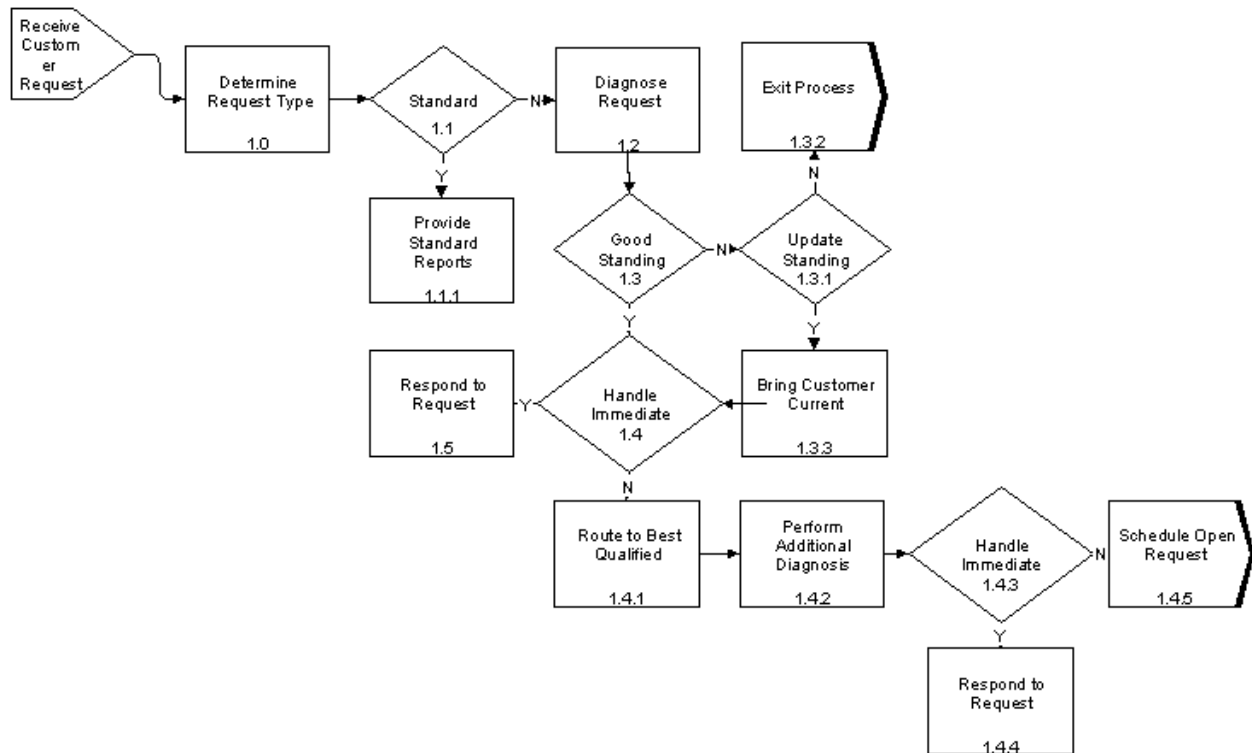 Receive
Custom
er
Request
Determine
Request Type
1.0
Standard
1.1
N
Diagnose
Request
1.2
Exit Process
1.3.2
Y
N
Provide
Standard
Reports
1.1.1
Good
Standing
1.3
N
Update
Standing
1.3.1
Y
Y
Respond to
Request
1.5
Y
Handle
Immediate
1.4
Bring Customer
Current
1.3.3
N
Route to Best
Qualified
1.4.1
Perform
Additional
Diagnosis
1.4.2
Handle
Immediate
1.4.3
N
Schedule Open
Request
1.4.5
Y
Respond to
Request
1.4.4